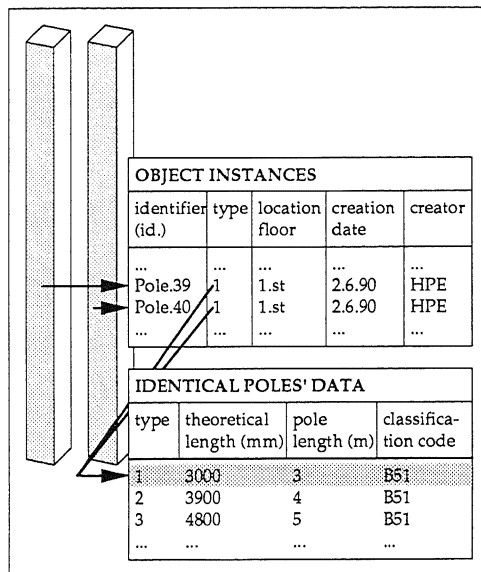 OBJECT INSTANCES
identifier (id.) type location floor creation date creator
... ... ... ... ...
Pole.39 1 1.st 2.6.90 HPE
Pole.40 1 1.st 2.6.90 HPE
... ... ... ... ...
IDENTICAL POLES' DATA
type theoretical length (mm) pole length (m) classifica-tion code
1 3000 3 B51
2 3900 4 B51
3 4800 5 B51
... ... ... ...